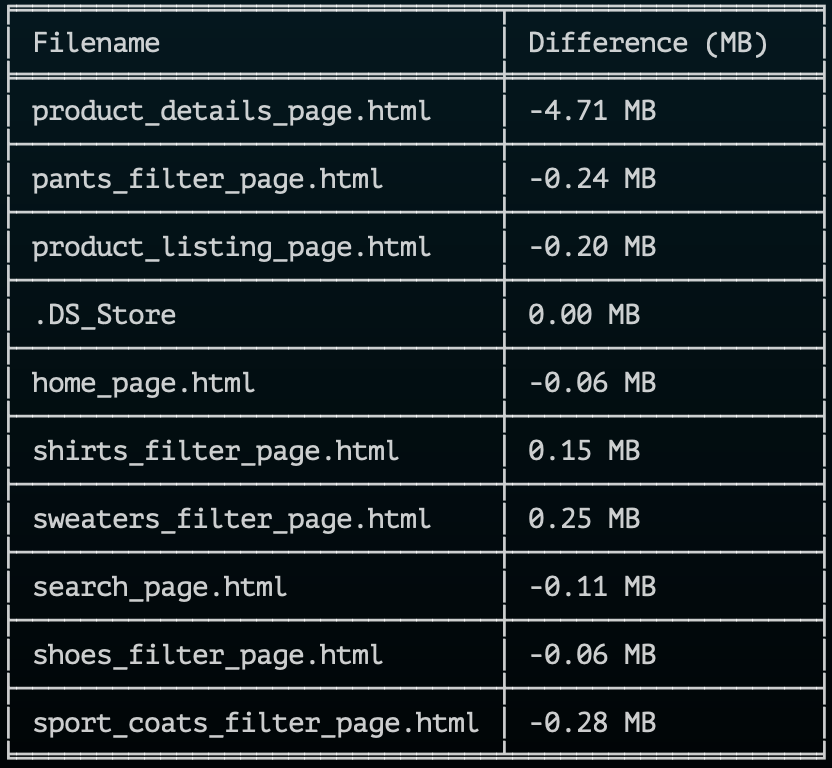 Filename Difference (MB)
product_details_page.html -4.71 MB
pants_filter_page.html -0.24 MB
product_listing_page.html -0.20 MB
.DS_Store 0.00 MB
home_page.html -0.06 MB
shirts_filter_page.html 0.15 MB
sweaters_filter_page.html 0.25 MB
search_page.html -0.11 MB
shoes_filter_page.html -0.06 MB
sport_coats_filter_page.html -0.28 MB